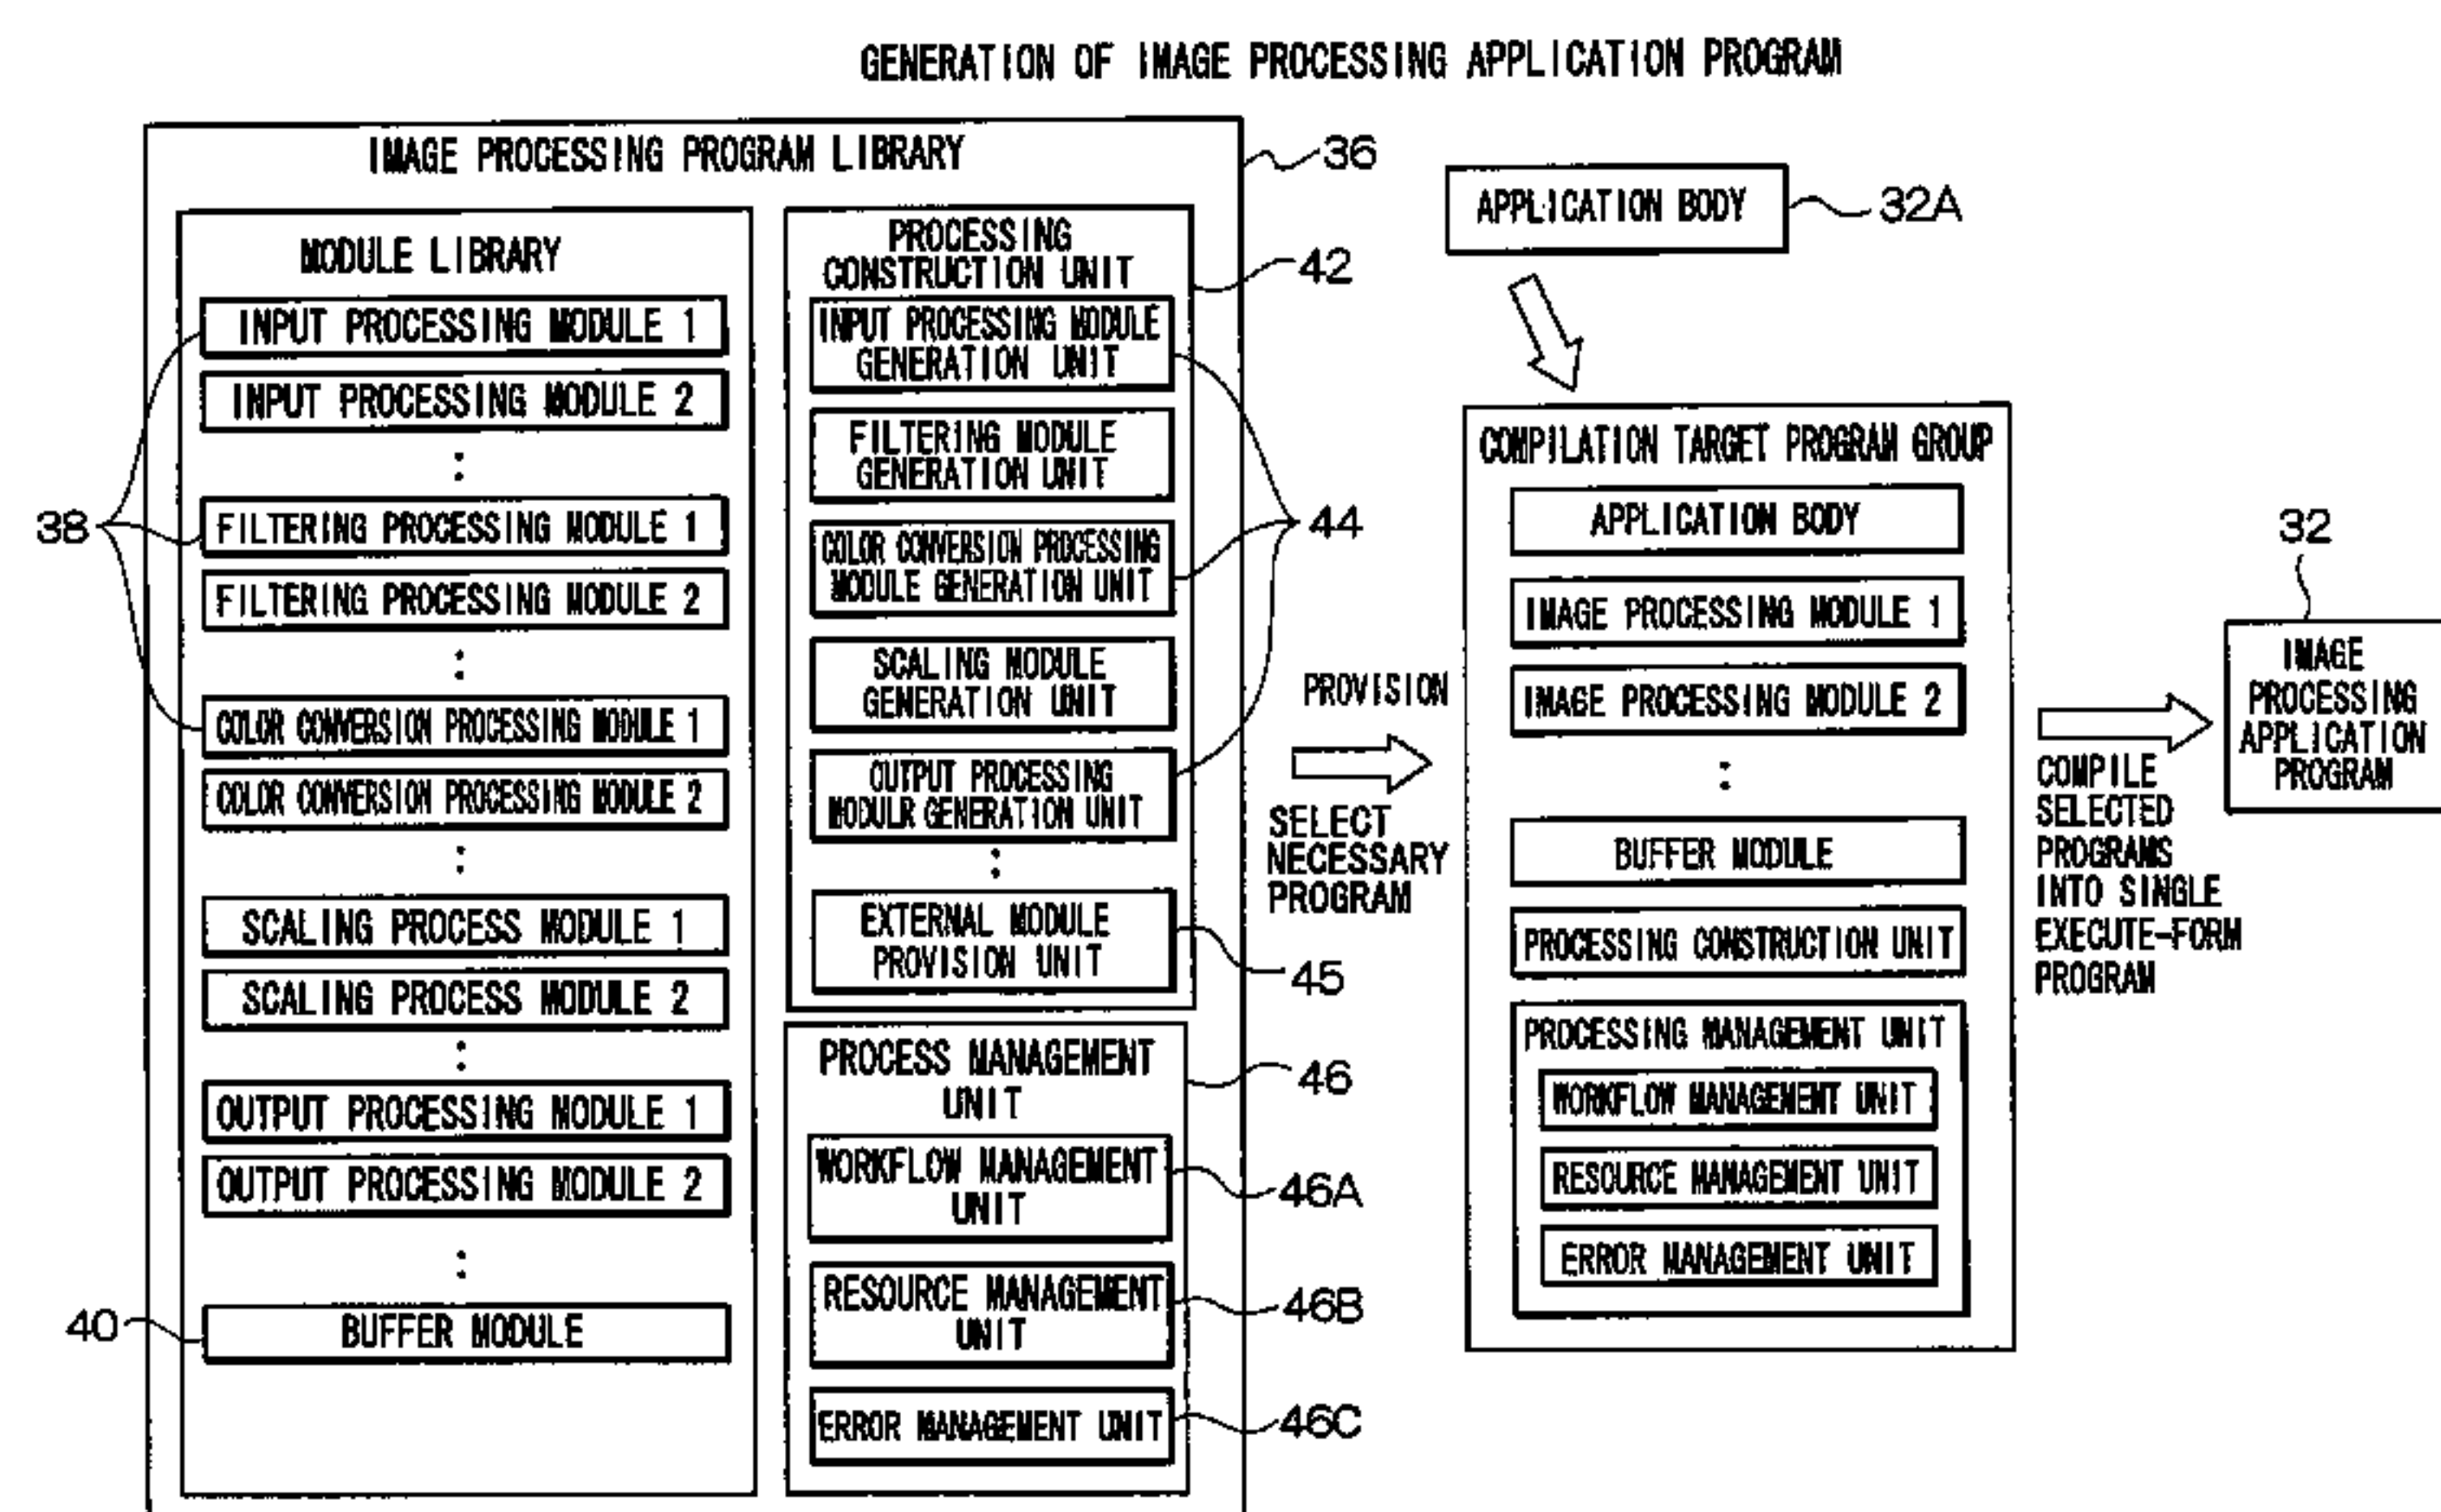 GENERATION OF IMAGE PROCESSING APPLICATION PROGRAM
IMAGE PROCESSING PROGRAM LIBRARY
36
MODULE LIBRARY
INPUT PROCESSING MODULE 1
INPUT PROCESSING MODULE 2
FILTERING PROCESSING MODULE 1
FILTERING PROCESSING MODULE 2
COLOR CONVERSION PROCESSING MODULE 1
COLOR CONVERSION PROCESSING MODULE 2
SCALING PROCESS MODULE 1
SCALING PROCESS MODULE 2
OUTPUT PROCESSING MODULE 1
OUTPUT PROCESSING MODULE 2
BUFFER MODULE
38
40
PROCESSING
CONSTRUCTION UNIT
42
INPUT PROCESSING MODULE
GENERATION UNIT
FILTERING MODULE
GENERATION UNIT
COLOR CONVERSION PROCESSING
MODULE GENERATION UNIT
44
SCALING MODULE
GENERATION UNIT
OUTPUT PROCESSING
MODULR GENERATION UNIT
EXTERNAL MODULE
PROVISION UNIT
45
PROCESS MANAGEMENT
UNIT
46
WORKFLOW MANAGEMENT
UNIT
46A
RESOURCE MANAGEMENT
UNIT
46B
ERROR MANAGEMENT UNIT
46C
PROVISION
SELECT
NECESSARY
PROGRAM
APPLICATION BODY
32A
COMPILATION TARGET PROGRAM GROUP
APPLICATION BODY
IMAGE PROCESSING MODULE 1
IMAGE PROCESSING MODULE 2
BUFFER MODULE
PROCESSING CONSTRUCTION UNIT
PROCESSING MANAGEMENT UNIT
WORKFLOW MANAGEMENT UNIT
RESOURCE MANAGEMENT UNIT
ERROR MANAGEMENT UNIT
COMPILE
SELECTED
PROGRAMS
INTO SINGLE
EXECUTE-FORM
PROGRAM
32
IMAGE
PROCESSING
APPLICATION
PROGRAM